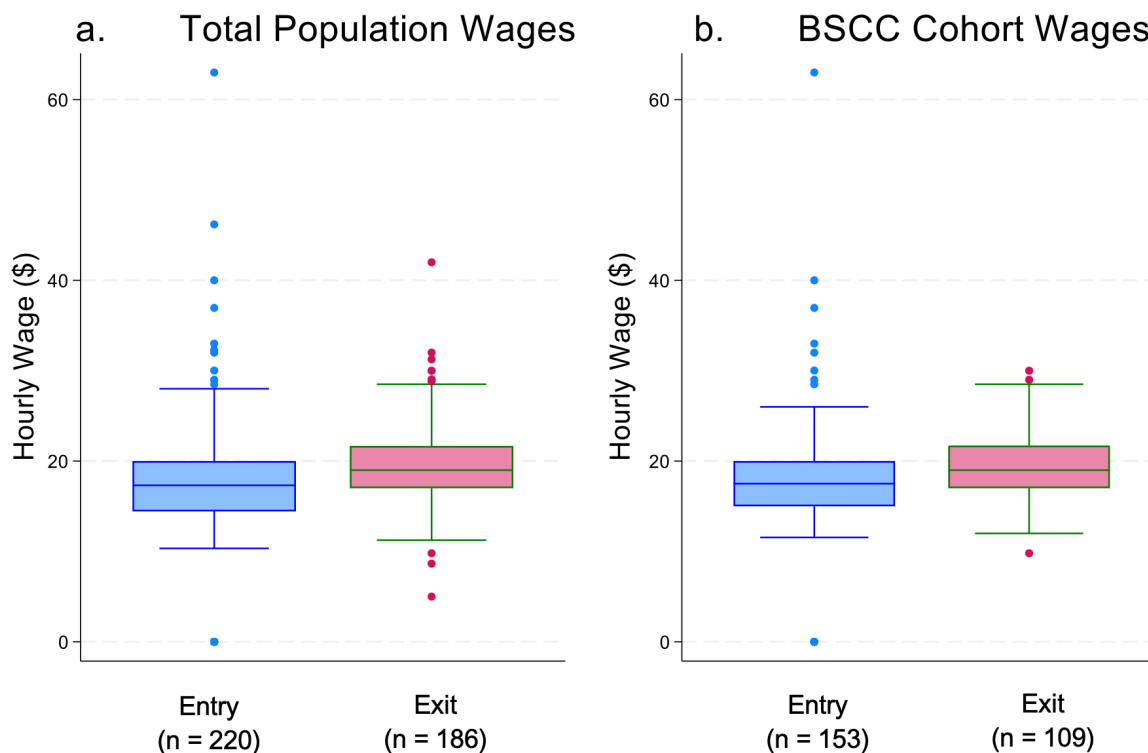 a. Total Population Wages
Hourly Wage ($)
60
40
20
0
Entry
(n = 220)
Exit
(n = 186)
b. BSCC Cohort Wages
Hourly Wage ($)
60
40
20
0
Entry
(n = 153)
Exit
(n = 109)